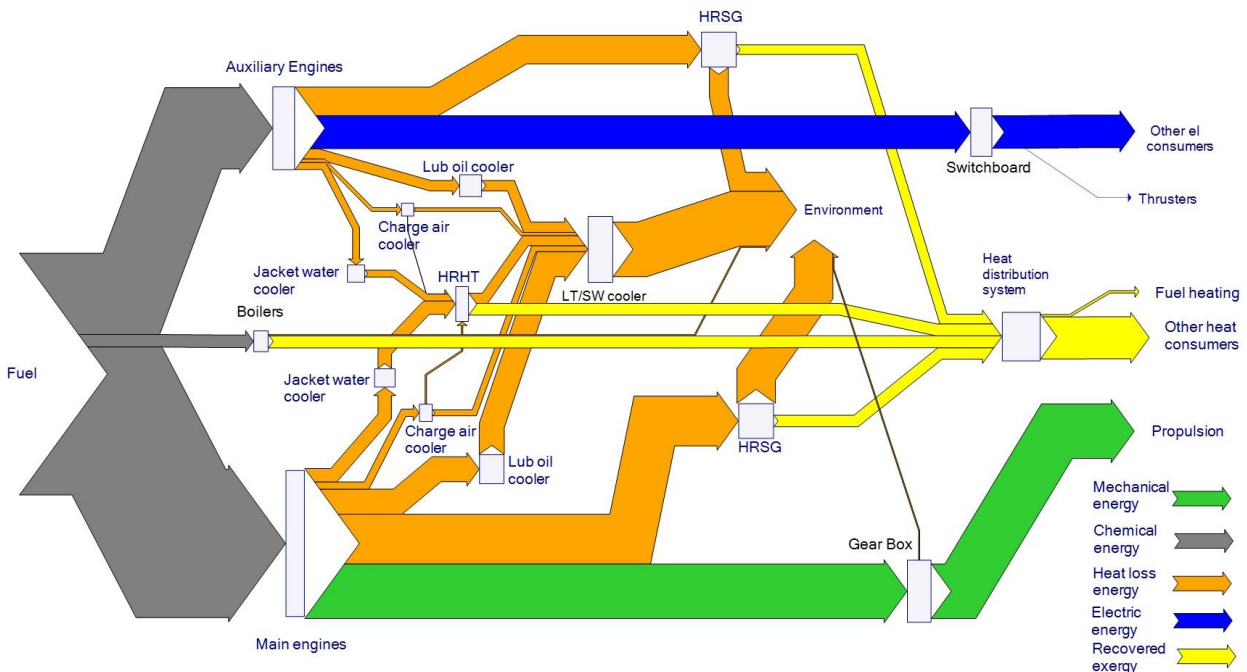 HRSG
Auxiliary Engines
Other el
consumers
Switchboard
Lub oil cooler
Thrusters
Environment
Charge air
cooler
Jacket water
cooler
HRHT
LT/SW cooler
Heat
distribution
system
Fuel heating
Boilers
Other heat
consumers
Fuel
Jacket water
cooler
Charge air
cooler
HRSG
Lub oil
cooler
Propulsion
Mechanical
energy
Chemical
energy
Gear Box
Heat loss
energy
Electric
energy
Main engines
Recovered
exergy